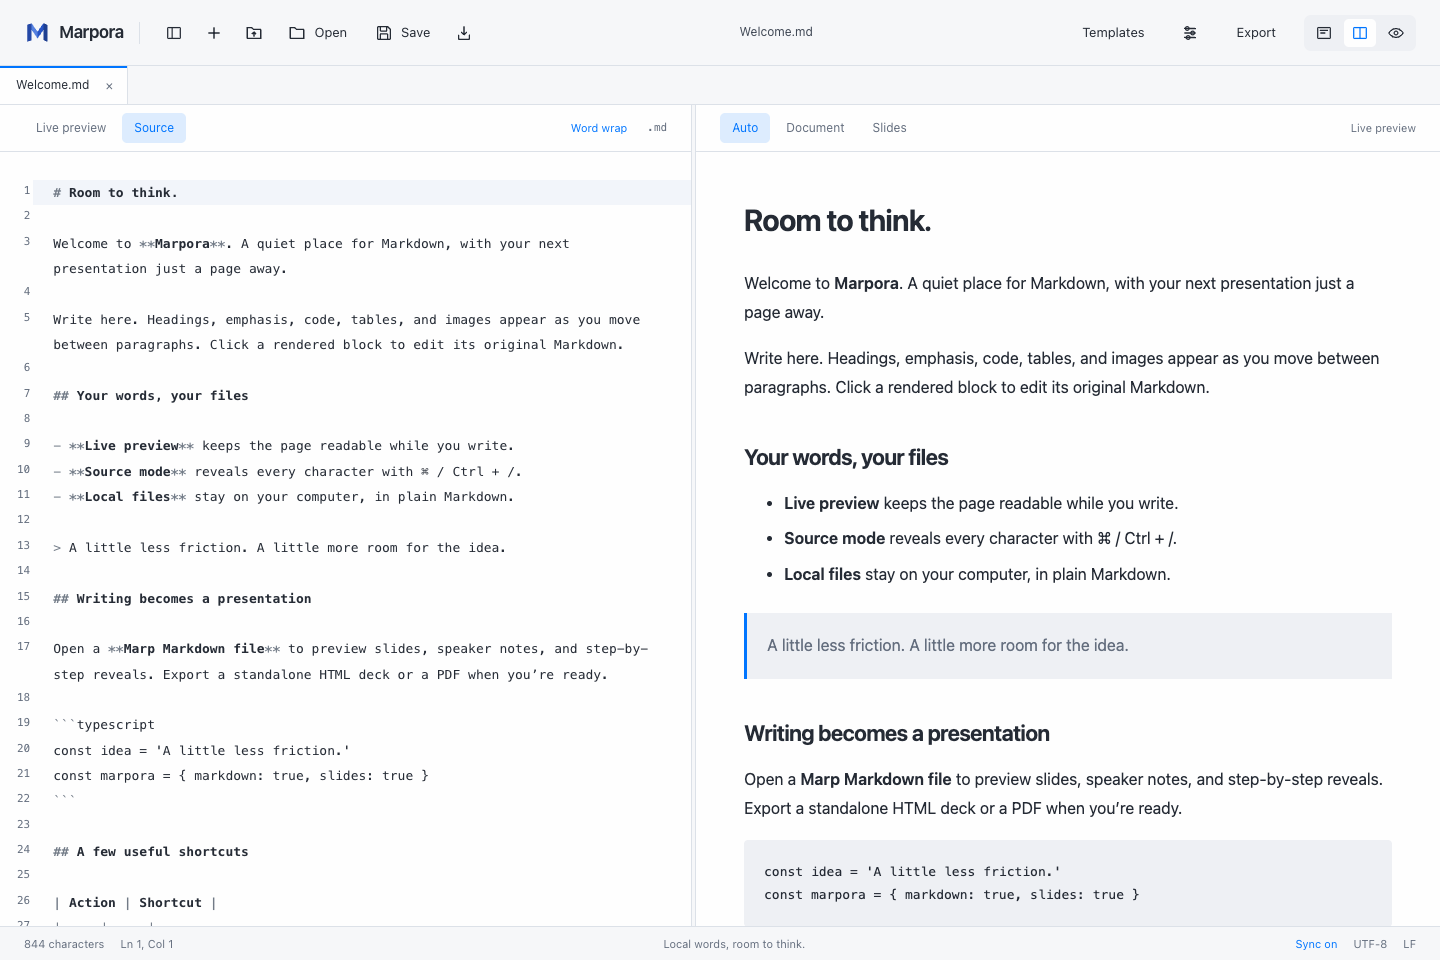 Marpora
Open
Save
Welcome.md
Templates
Export
Welcome.md ×
Live preview
Source
Word wrap
.md
1 # Room to think.
2
3 Welcome to **Marpora**. A quiet place for Markdown, with your next
presentation just a page away.
4
5 Write here. Headings, emphasis, code, tables, and images appear as you move
between paragraphs. Click a rendered block to edit its original Markdown.
6
7 ## Your words, your files
8
9 - **Live preview** keeps the page readable while you write.
10 - **Source mode** reveals every character with ⌘ / Ctrl + /.
11 - **Local files** stay on your computer, in plain Markdown.
12
13 > A little less friction. A little more room for the idea.
14
15 ## Writing becomes a presentation
16
17 Open a **Marp Markdown file** to preview slides, speaker notes, and step-by-
step reveals. Export a standalone HTML deck or a PDF when you’re ready.
18
19 ```typescript
20 const idea = 'A little less friction.'
21 const marpora = { markdown: true, slides: true }
22 ```
23
24 ## A few useful shortcuts
25
26 | Action | Shortcut |
27
Auto
Document
Slides
Live preview
Room to think.
Welcome to Marpora. A quiet place for Markdown, with your next presentation just a
page away.
Write here. Headings, emphasis, code, tables, and images appear as you move between
paragraphs. Click a rendered block to edit its original Markdown.
Your words, your files
• Live preview keeps the page readable while you write.
• Source mode reveals every character with ⌘ / Ctrl + /.
• Local files stay on your computer, in plain Markdown.
A little less friction. A little more room for the idea.
Writing becomes a presentation
Open a Marp Markdown file to preview slides, speaker notes, and step-by-step reveals.
Export a standalone HTML deck or a PDF when you’re ready.
const idea = 'A little less friction.'
const marpora = { markdown: true, slides: true }
844 characters
Ln 1, Col 1
Local words, room to think.
Sync on
UTF-8
LF